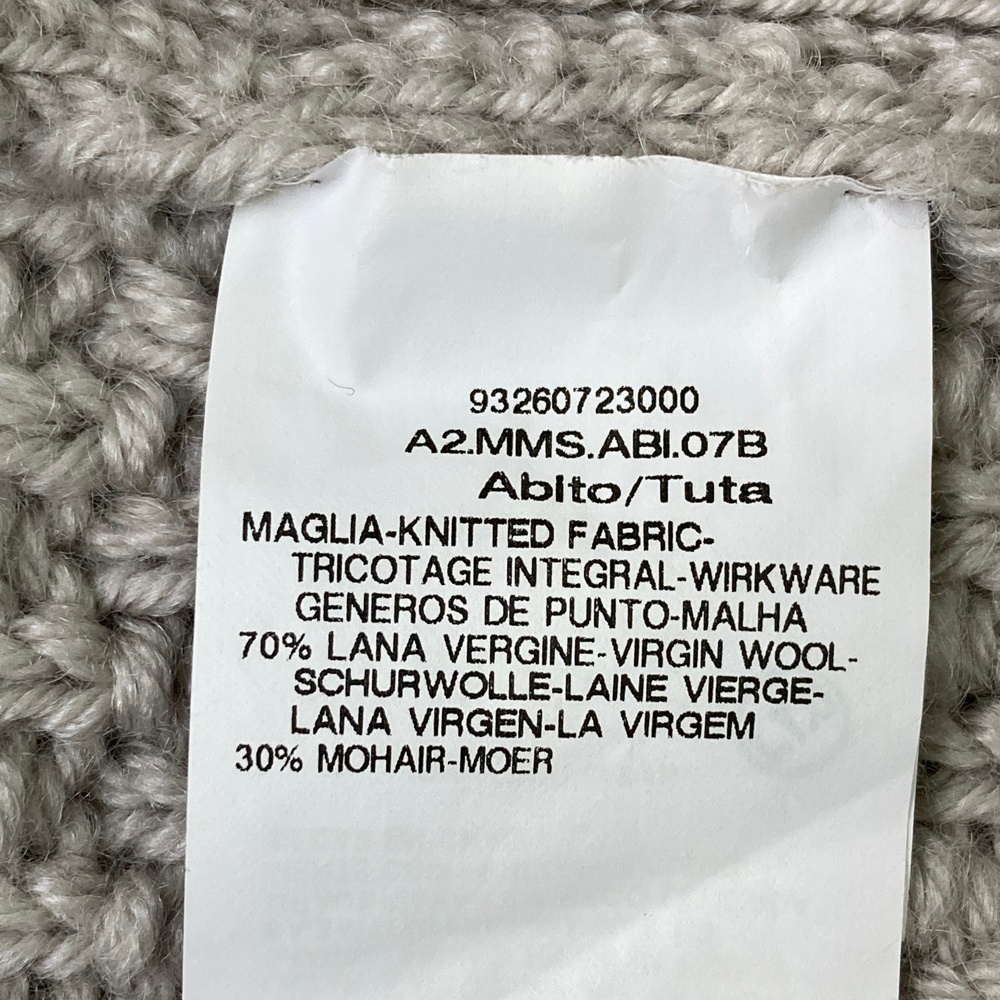 93260723000
A2.MMS.ABI.07B
Abito/Tuta
MAGLIA-KNITTED FABRIC-
TRICOTAGE INTEGRAL-WIRKWARE
GENEROS DE PUNTO-MALHA
70% LANA VERGINE-VIRGIN WOOL-
SCHURWOLLE-LAINE VIERGE-
LANA VIRGEN-LA VIRGEM
30% MOHAIR-MOER